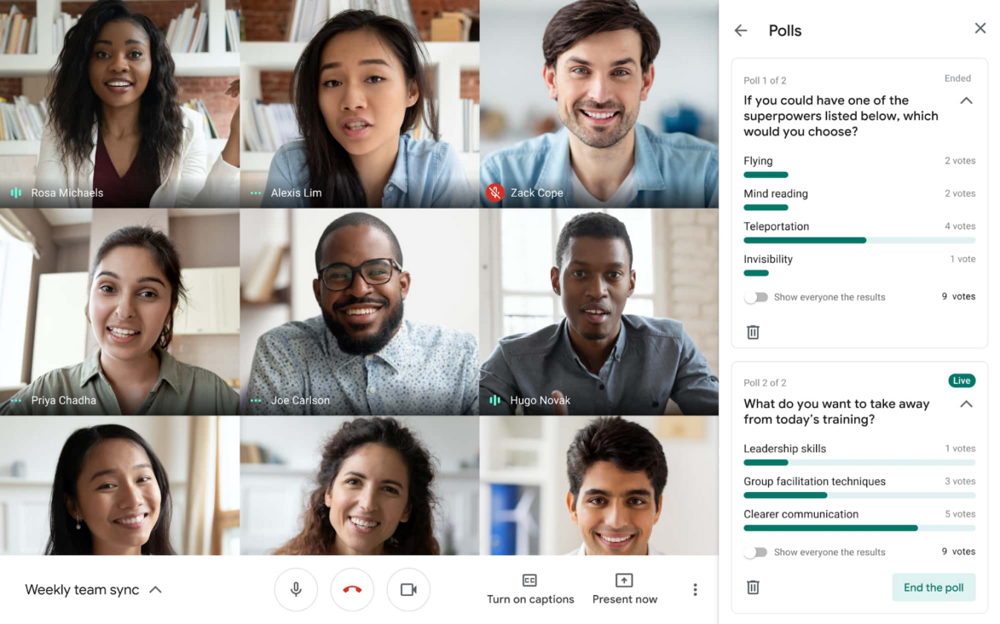 Rosa Michaels
Alexis Lim
Zack Cope
Priya Chadha
Joe Carlson
Hugo Novak
Weekly team sync
CC
Turn on captions
Present now
Polls
Poll 1 of 2
Ended
If you could have one of the
superpowers listed below, which
would you choose?
Flying 2 votes
Mind reading 2 votes
Teleportation 4 votes
Invisibility 1 vote
Show everyone the results 9 votes
Poll 2 of 2
Live
What do you want to take away
from today's training?
Leadership skills 1 votes
Group facilitation techniques 3 votes
Clearer communication 5 votes
Show everyone the results 9 votes
End the poll